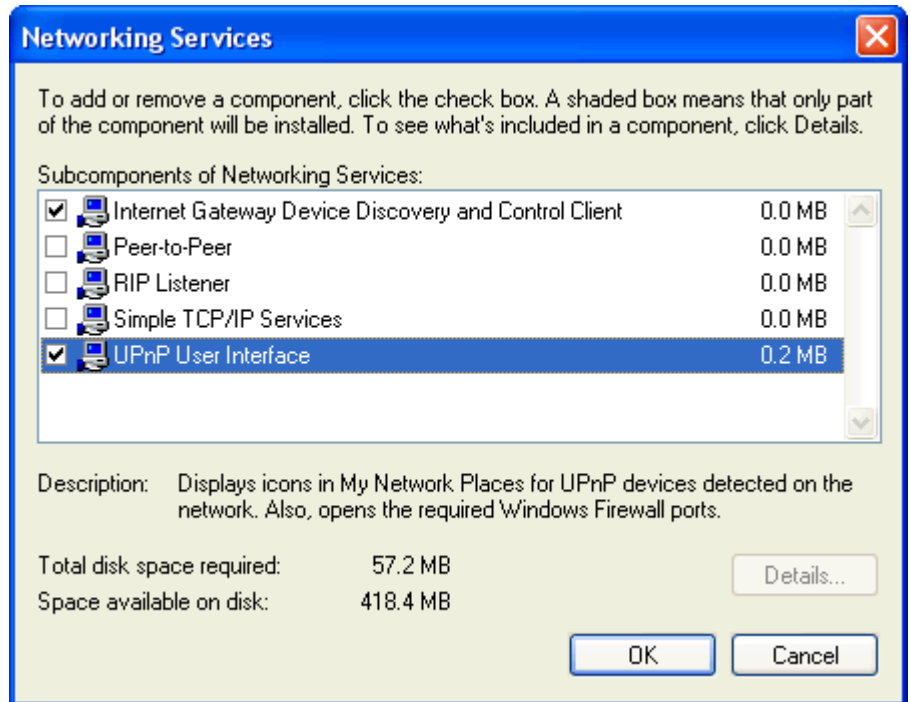 Networking Services
To add or remove a component, click the check box. A shaded box means that only part
of the component will be installed. To see what's included in a component, click Details.
Subcomponents of Networking Services:
Internet Gateway Device Discovery and Control Client 0.0 MB
Peer-to-Peer 0.0 MB
RIP Listener 0.0 MB
Simple TCP/IP Services 0.0 MB
UPnP User Interface 0.2 MB
Description: Displays icons in My Network Places for UPnP devices detected on the
network. Also, opens the required Windows Firewall ports.
Total disk space required: 57.2 MB
Space available on disk: 418.4 MB
Details...
OK Cancel